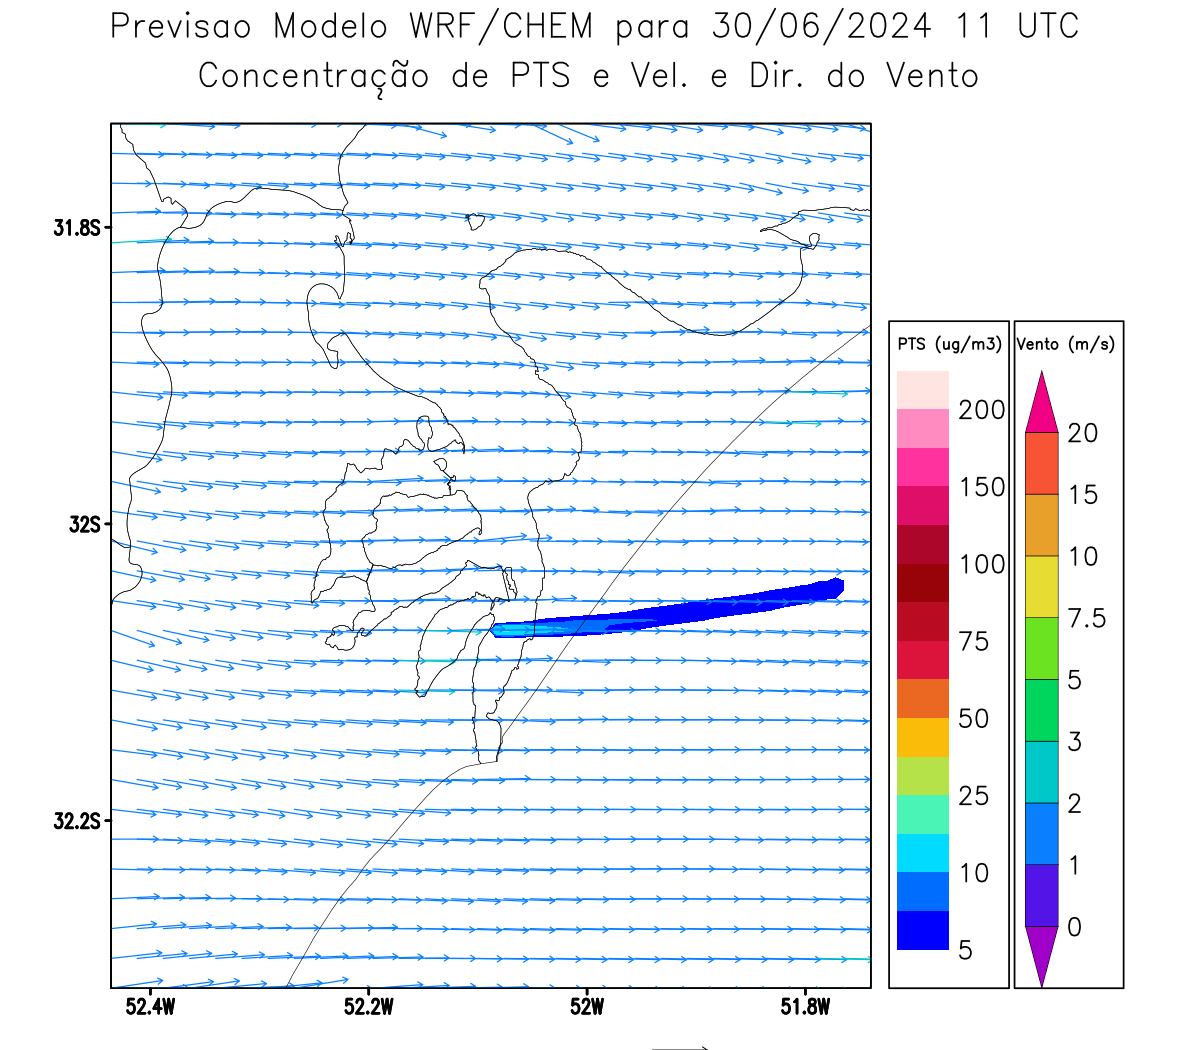 Previsao Modelo WRF/CHEM para 30/06/2024 11 UTC
Concentração de PTS e Vel. e Dir. do Vento
31.8S
32S
32.2S
52.4W 52.2W 52W 51.8W
PTS (ug/m3)
200
150
100
75
50
25
10
5
Vento (m/s)
20
15
10
7.5
5
3
2
1
0